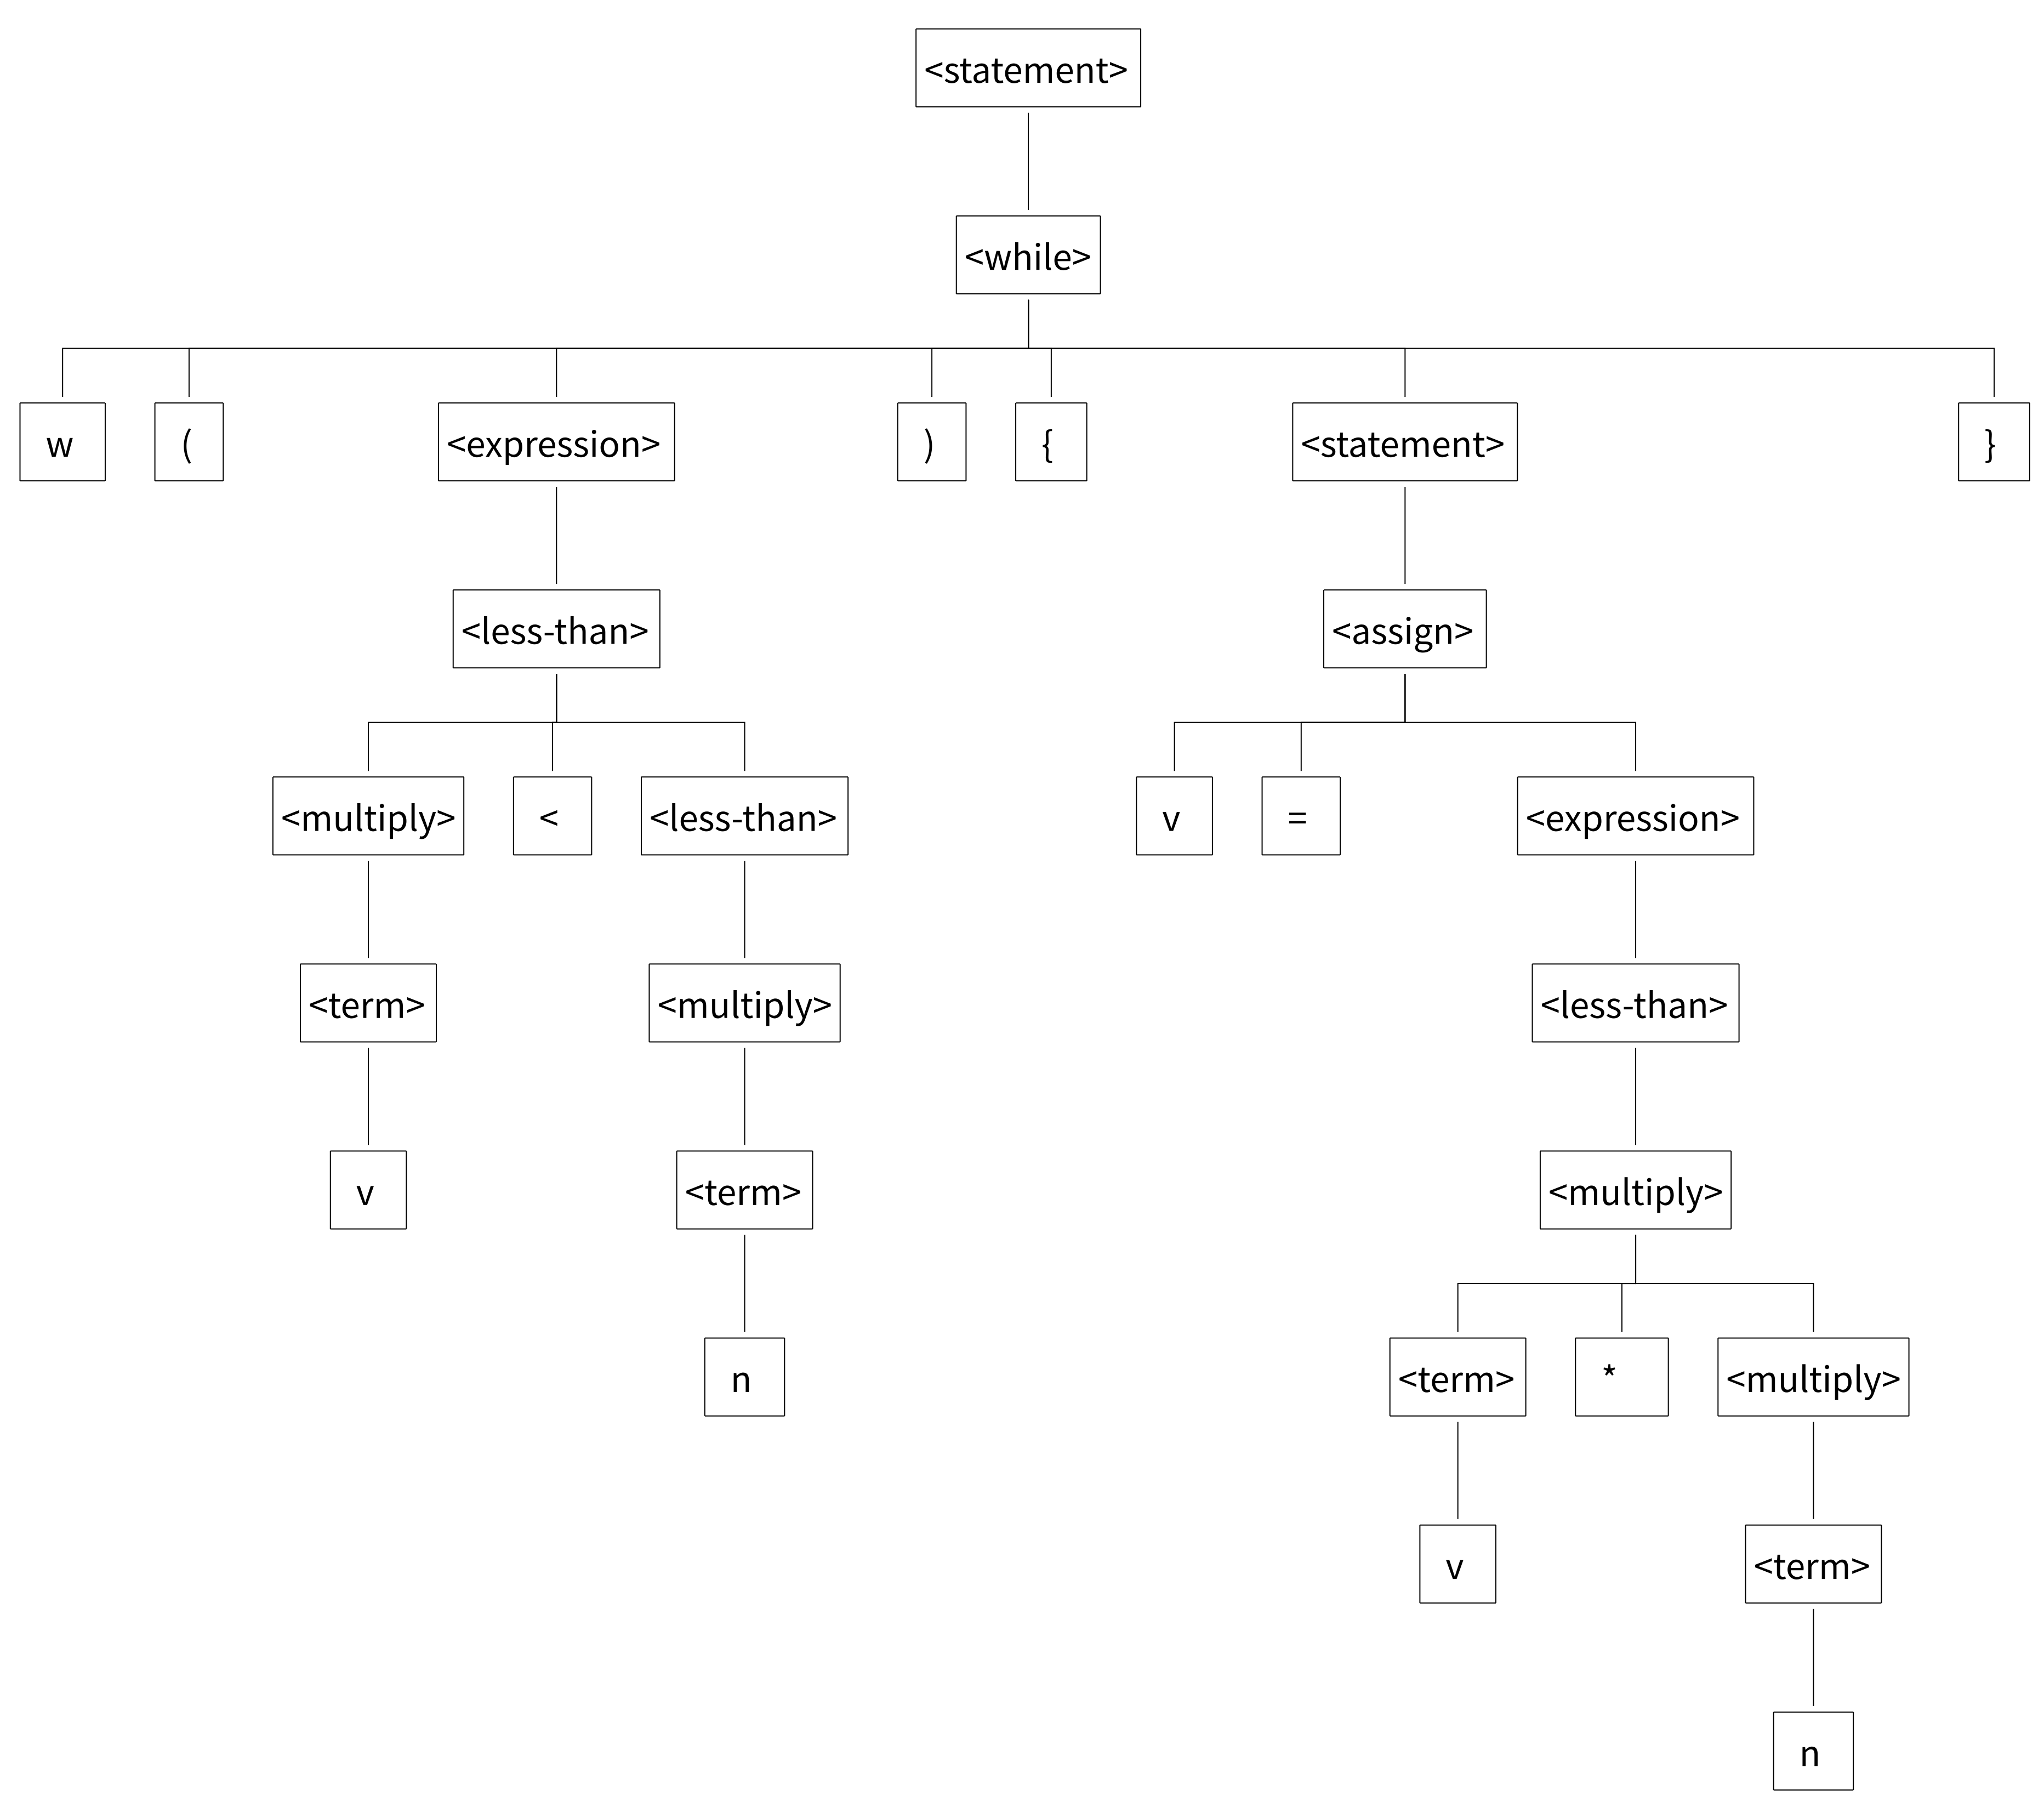 <statement>
<while>
w ( <expression> ) { <statement> }
<less-than> <assign>
<multiply> < <less-than> v = <expression>
<term> <multiply> <less-than>
v <term> <multiply>
n <term> * <multiply>
v <term>
n